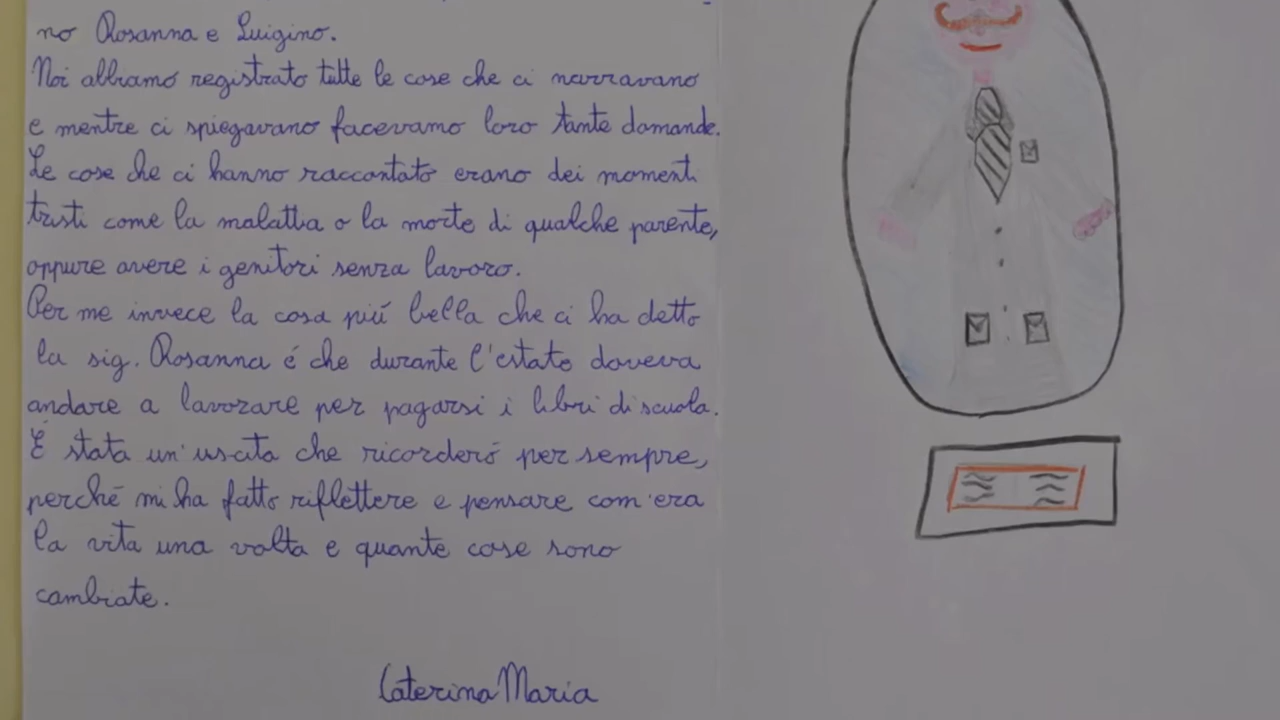 no Rosanna e Luigino.
Noi abbiamo registrato tutte le cose che ci narravano
e mentre ci spiegavano facevamo loro tante domande.
Le cose che ci hanno raccontato erano dei momenti
tristi come la malattia o la morte di qualche parente,
oppure avere i genitori senza lavoro.
Per me invece la cosa piú bella che ci ha detto
la sig. Rosanna é che durante l'estate doveva
andare a lavorare per pagarsi i libri di scuola.
É stata un'uscita che ricorderó per sempre,
perché mi ha fatto riflettere e pensare com'era
la vita una volta e quante cose sono
cambiate.
Caterina Maria